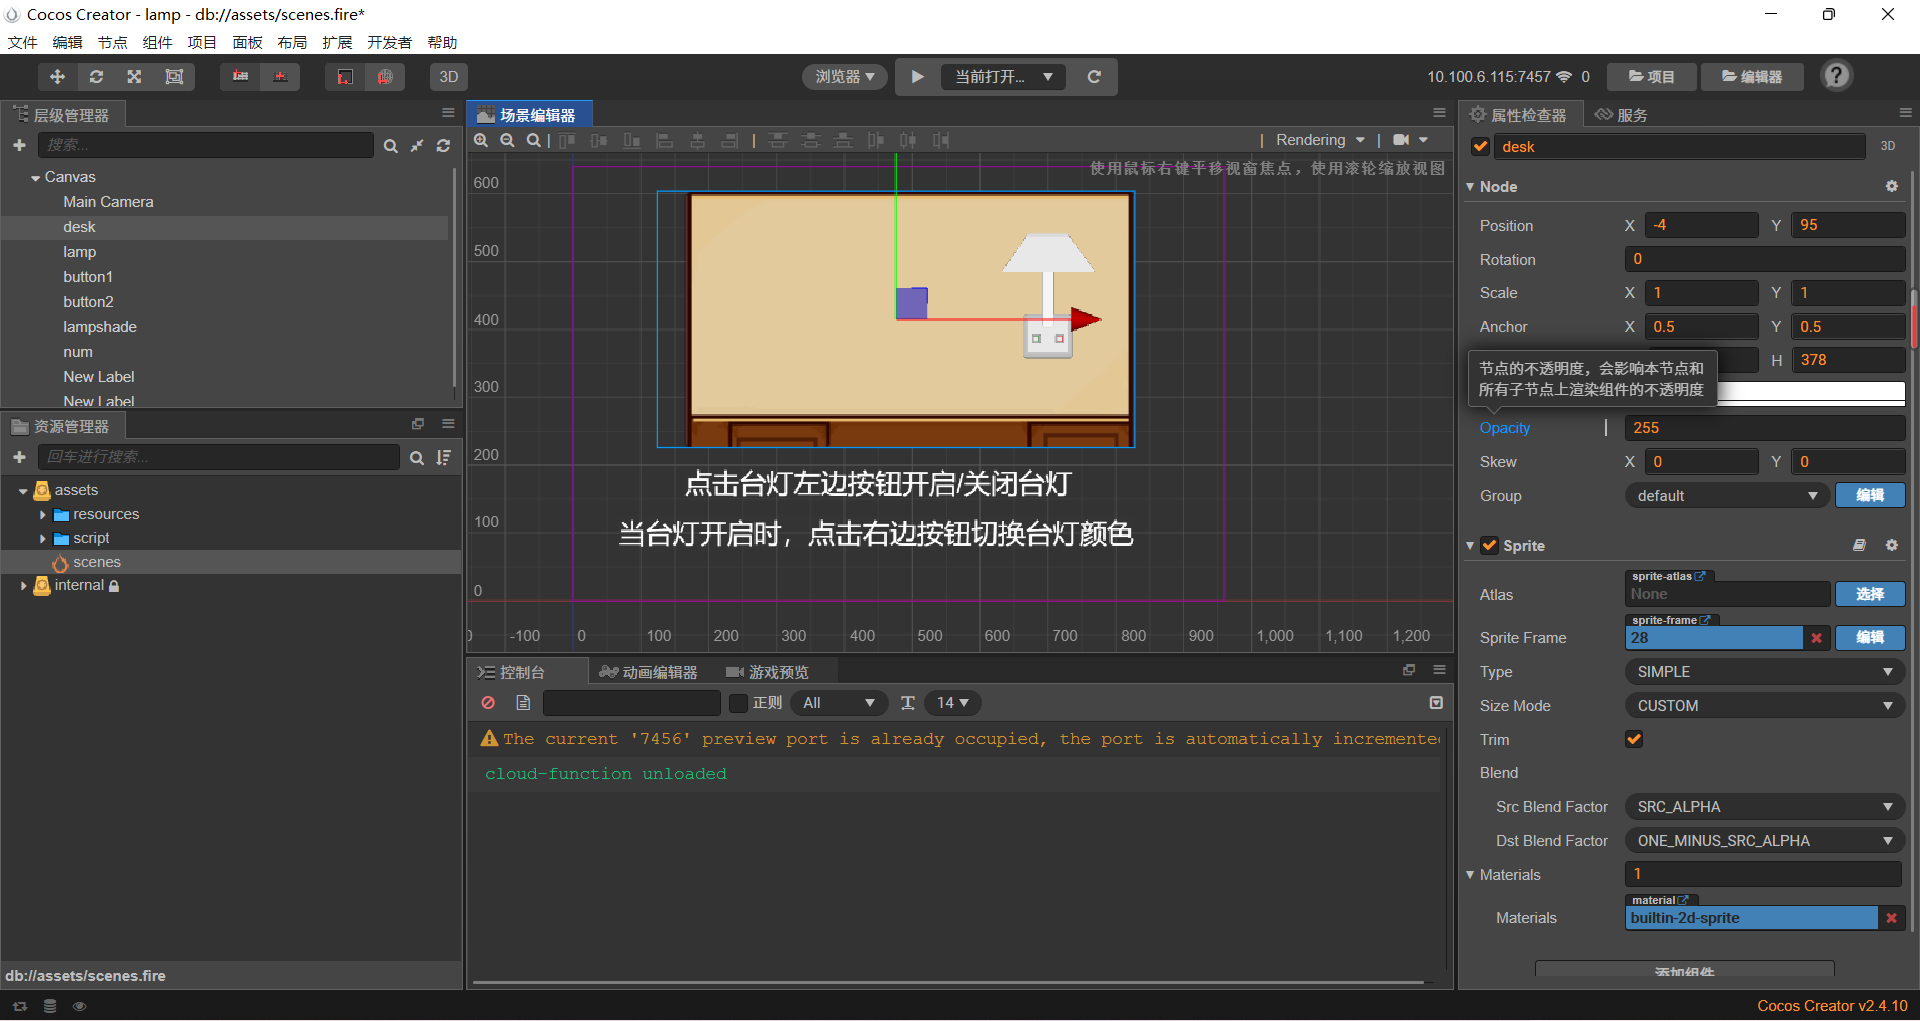 Cocos Creator - lamp - db://assets/scenes.fire*
文件 编辑 节点 组件 项目 面板 布局 扩展 开发者 帮助
3D 浏览器 当前打开... 10.100.6.115:7457 0 项目 编辑器
层级管理器
搜索...
Canvas
Main Camera
desk
lamp
button1
button2
lampshade
num
New Label
New Label
资源管理器
回车进行搜索...
assets
resources
script
scenes
internal
db://assets/scenes.fire
场景编辑器
Rendering
使用鼠标右键平移视窗焦点，使用滚轮缩放视图
600
500
400
300
200
100
0
点击台灯左边按钮开启/关闭台灯
当台灯开启时，点击右边按钮切换台灯颜色
-100 0 100 200 300 400 500 600 700 800 900 1,000 1,100 1,200
控制台 动画编辑器 游戏预览
正则 All 14
The current '7456' preview port is already occupied, the port is automatically incremented
cloud-function unloaded
属性检查器 服务
desk 3D
Node
Position X -4 Y 95
Rotation 0
Scale X 1 Y 1
Anchor X 0.5 Y 0.5
H 378
节点的不透明度，会影响本节点和
所有子节点上渲染组件的不透明度
Opacity 255
Skew X 0 Y 0
Group default 编辑
Sprite
sprite-atlas
Atlas None 选择
sprite-frame
Sprite Frame 28 编辑
Type SIMPLE
Size Mode CUSTOM
Trim
Blend
Src Blend Factor SRC_ALPHA
Dst Blend Factor ONE_MINUS_SRC_ALPHA
Materials 1
material
Materials builtin-2d-sprite
添加组件
Cocos Creator v2.4.10